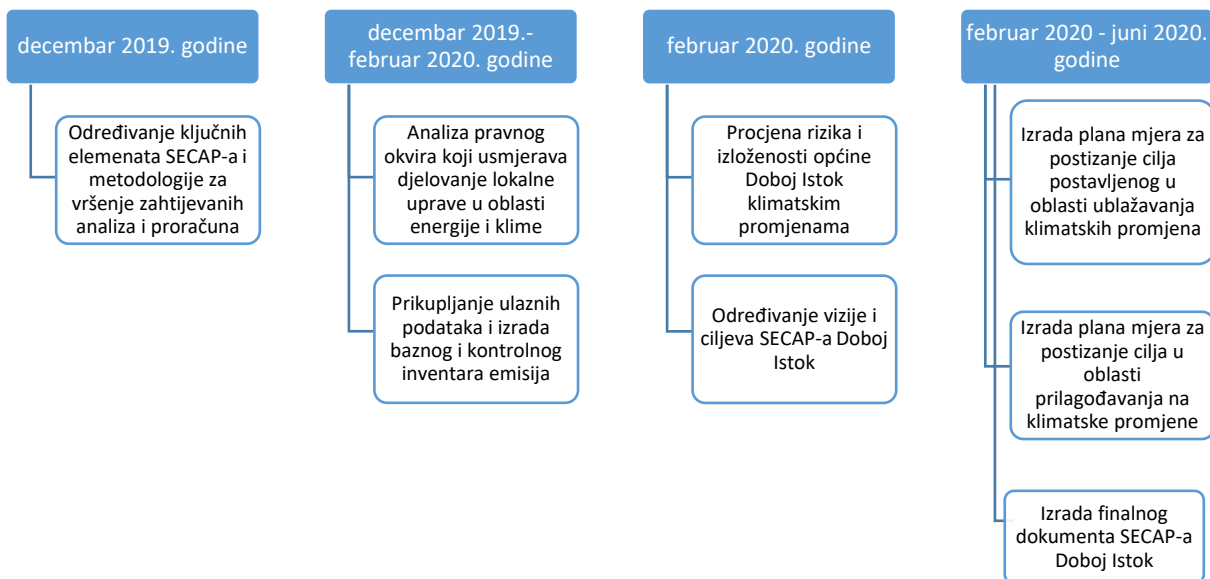 decembar 2019. godine
Određivanje ključnih
elemenata SECAP-a i
metodologije za
vršenje zahtijevanih
analiza i proračuna
decembar 2019.-
februar 2020. godine
Analiza pravnog
okvira koji usmjerava
djelovanje lokalne
uprave u oblasti
energije i klime
Prikupljanje ulaznih
podataka i izrada
baznog i kontrolnog
inventara emisija
februar 2020. godine
Procjena rizika i
izloženosti općine
Doboj Istok
klimatskim
promjenama
Određivanje vizije i
ciljeva SECAP-a Doboj
Istok
februar 2020 - juni 2020.
godine
Izrada plana mjera za
postizanje cilja
postavljenog u
oblasti ublažavanja
klimatskih promjena
Izrada plana mjera za
postizanje cilja u
oblasti
prilagođavanja na
klimatske promjene
Izrada finalnog
dokumenta SECAP-a
Doboj Istok